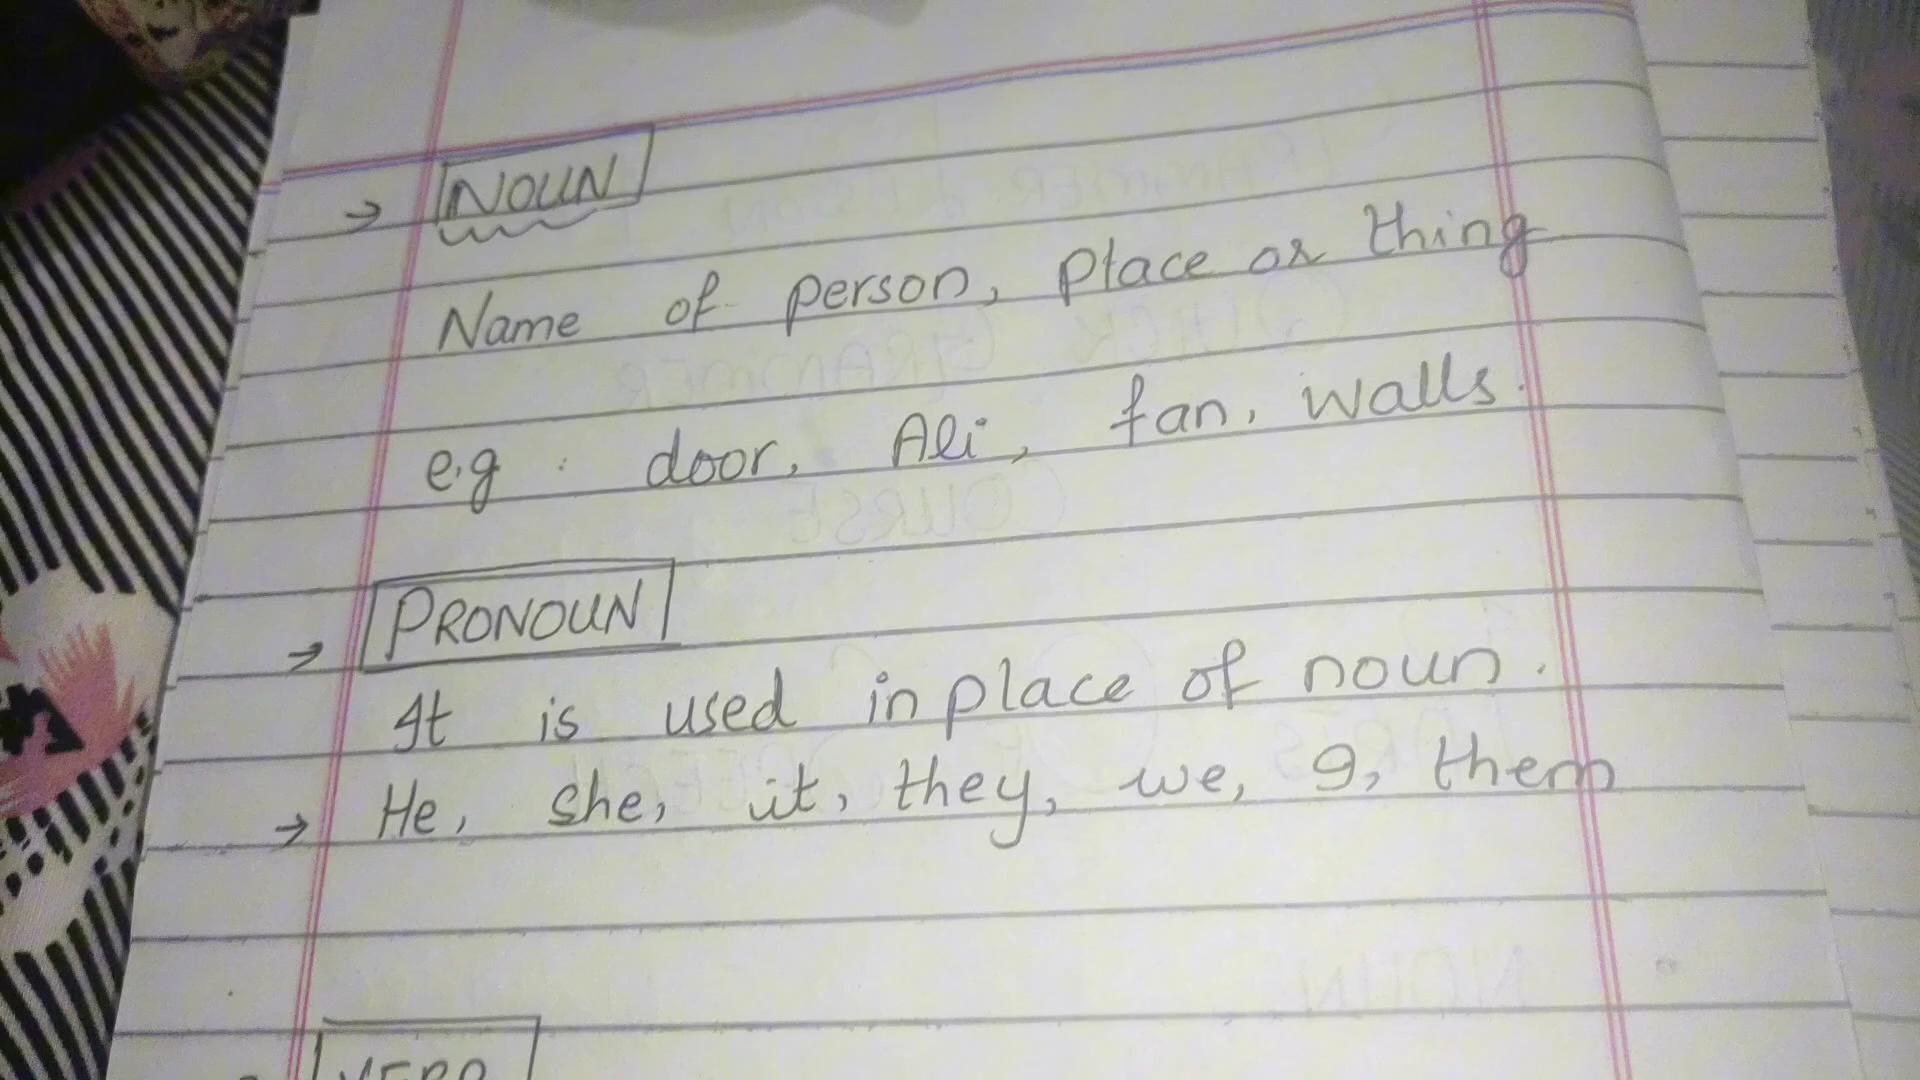 → NOUN
Name of person, place or thing
e.g : door, Ali, fan, walls.
→ PRONOUN
It is used in place of noun.
→ He, she, it, they, we, I, them
VERB